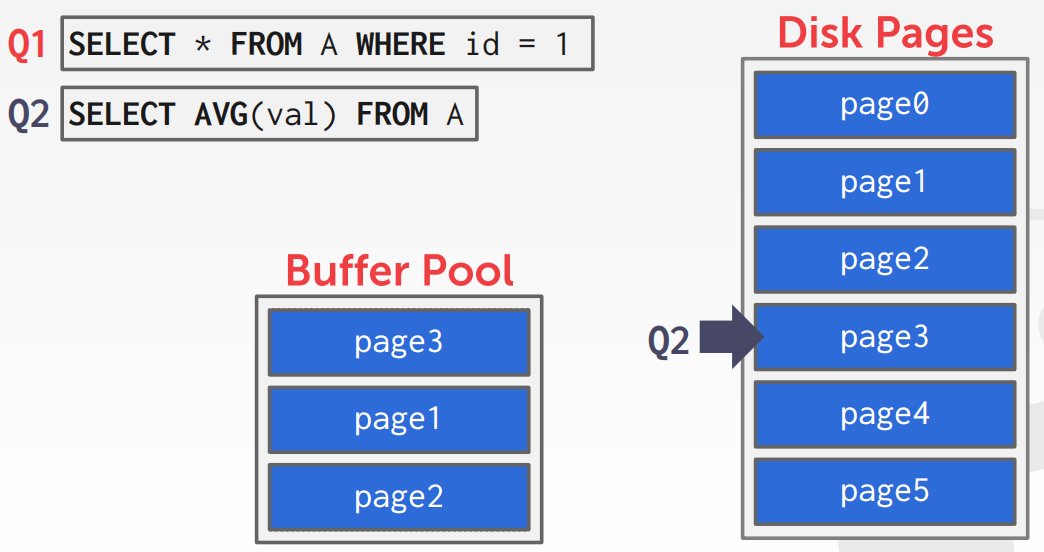 Q1 SELECT * FROM A WHERE id = 1
Q2 SELECT AVG(val) FROM A
Buffer Pool
page3
page1
page2
Disk Pages
page0
page1
page2
Q2 page3
page4
page5